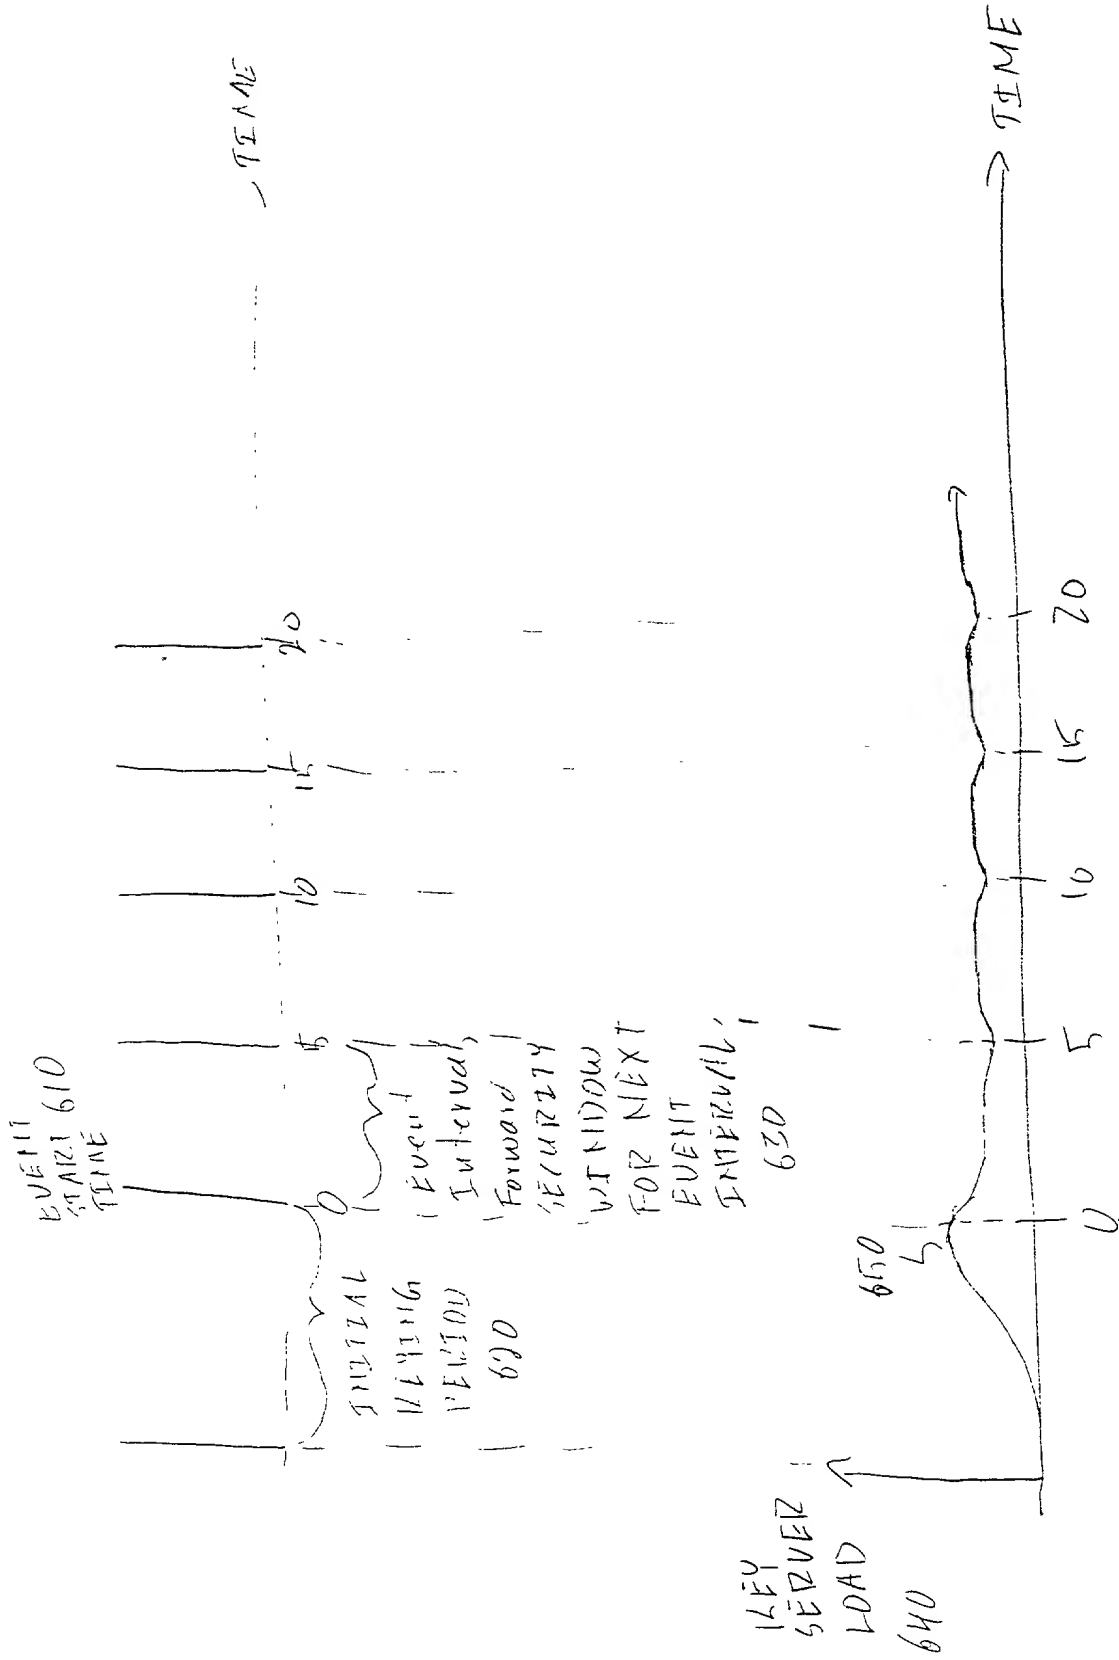 EVENT
START 610
TIME
TIME
0
5
10
15
20
INITIAL
KEYING
PERIOD
620
Event
Interval,
Forward
SECURITY
WINDOW
FOR NEXT
EVENT
INTERVAL,
630
KEY
SERVER
LOAD
640
650
TIME
0
5
10
15
20